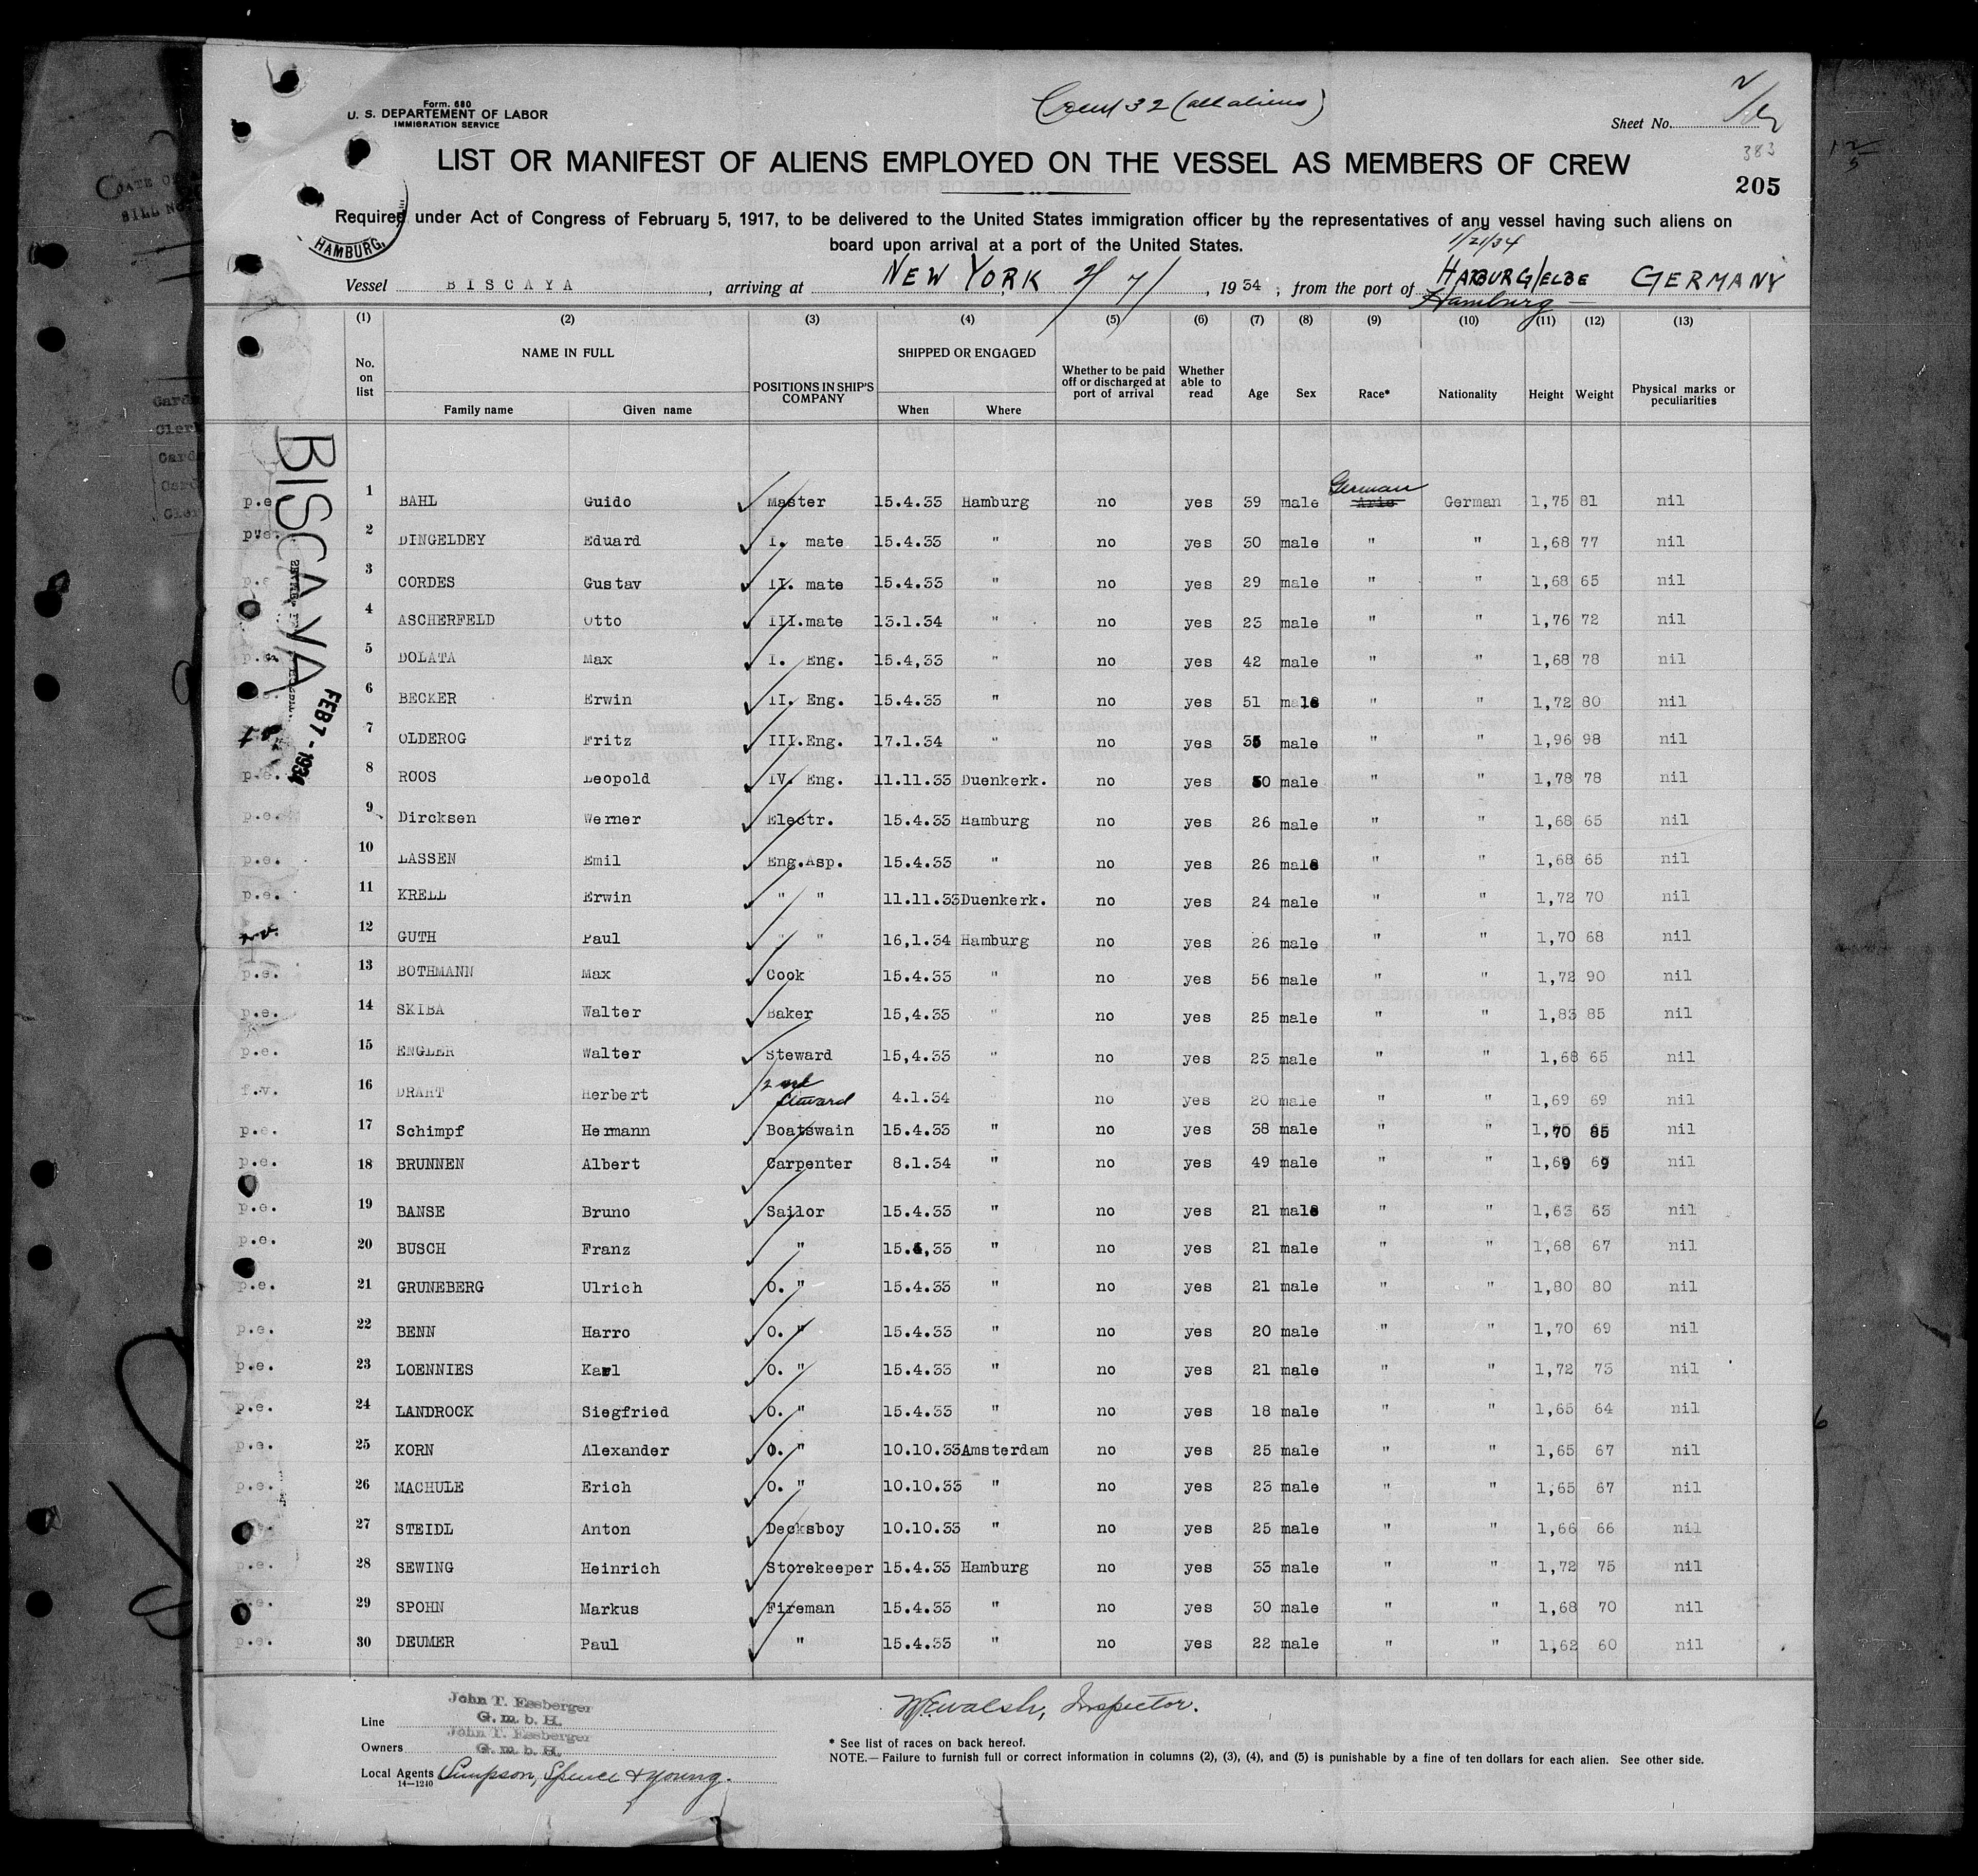 Form. 680
U. S. DEPARTEMENT OF LABOR
IMMIGRATION SERVICE
Crew 32 (all aliens)
Sheet No.
383
205
LIST OR MANIFEST OF ALIENS EMPLOYED ON THE VESSEL AS MEMBERS OF CREW
HAMBURG,
Required under Act of Congress of February 5, 1917, to be delivered to the United States immigration officer by the representatives of any vessel having such aliens on
board upon arrival at a port of the United States.
1/21/34
Vessel BISCAYA, arriving at NEW YORK 2/7/, 1934; from the port of HARBURG/ELBE GERMANY
Hamburg
(1) (2) (3) (4) (5) (6) (7) (8) (9) (10) (11) (12) (13)
No. on list NAME IN FULL Family name Given name POSITIONS IN SHIP'S COMPANY SHIPPED OR ENGAGED When Where Whether to be paid off or discharged at port of arrival Whether able to read Age Sex Race* Nationality Height Weight Physical marks or peculiarities
BISCAYA
FEB 7 - 1934
German
p.e 1 BAHL Guido Master 15.4.33 Hamburg no yes 39 male German 1,75 81 nil
pve. 2 DINGELDEY Eduard I. mate 15.4.33 " no yes 30 male " " 1,68 77 nil
p.e 3 CORDES Gustav II. mate 15.4.33 " no yes 29 male " " 1,68 65 nil
4 ASCHERFELD Otto III.mate 13.1.34 " no yes 23 male " " 1,76 72 nil
p.e. 5 DOLATA Max I. Eng. 15.4,33 " no yes 42 male " " 1,68 78 nil
6 BECKER Erwin II. Eng. 15.4.33 " no yes 51 male " " 1,72 80 nil
7 OLDEROG Fritz III.Eng. 17.1.34 " no yes 35 male " " 1,96 98 nil
p.e. 8 ROOS Leopold IV. Eng. 11.11.33 Duenkerk. no yes 50 male " " 1,78 78 nil
p.e. 9 Dircksen Werner Electr. 15.4.33 Hamburg no yes 26 male " " 1,68 65 nil
p.e. 10 LASSEN Emil Eng.Asp. 15.4.33 " no yes 26 male " " 1,68 65 nil
p.e. 11 KRELL Erwin " " 11.11.33 Duenkerk. no yes 24 male " " 1,72 70 nil
12 GUTH Paul " " 16,1.34 Hamburg no yes 26 male " " 1,70 68 nil
p.e. 13 BOTHMANN Max Cook 15.4.33 " no yes 56 male " " 1,72 90 nil
p.e. 14 SKIBA Walter Baker 15,4.33 " no yes 25 male " " 1,83 85 nil
p.e. 15 ENGLER Walter Steward 15,4.33 " no yes 23 male " " 1,68 65 nil
f.v. 16 DRAHT Herbert 2nd Steward 4.1.34 no yes 20 male " " 1,69 69 nil
p.e. 17 Schimpf Hermann Boatswain 15.4.33 " no yes 38 male " " 1,70 85 nil
p.e. 18 BRUNNEN Albert Carpenter 8.1.34 " no yes 49 male " " 1,69 69 nil
p.e. 19 BANSE Bruno Sailor 15.4.33 " no yes 21 male " " 1,63 63 nil
p.e. 20 BUSCH Franz " 15.4,33 " no yes 21 male " " 1,68 67 nil
p.e. 21 GRUNEBERG Ulrich O. " 15.4.33 " no yes 21 male " " 1,80 80 nil
p.e. 22 BENN Harro O. " 15.4.33 " no yes 20 male " " 1,70 69 nil
p.e. 23 LOENNIES Karl O. " 15.4.33 " no yes 21 male " " 1,72 73 nil
p.e. 24 LANDROCK Siegfried O. " 15.4.33 " no yes 18 male " " 1,65 64 nil
p.e. 25 KORN Alexander O. " 10.10.33 Amsterdam no yes 25 male " " 1,65 67 nil
p.e. 26 MACHULE Erich O. " 10.10.33 " no yes 23 male " " 1,65 67 nil
27 STEIDL Anton Decksboy 10.10.33 " no yes 25 male " " 1,66 66 nil
p.e. 28 SEWING Heinrich Storekeeper 15.4.33 Hamburg no yes 33 male " " 1,72 75 nil
p.e. 29 SPOHN Markus Fireman 15.4.33 " no yes 30 male " " 1,68 70 nil
p.e. 30 DEUMER Paul " 15.4.33 " no yes 22 male " " 1,62 60 nil
Line John T. Essberger G.m.b.H.
Owners John T. Essberger G.m.b.H.
Local Agents Simpson, Spence & Young.
14—1240
W.E. Walsh, Inspector.
* See list of races on back hereof.
NOTE.— Failure to furnish full or correct information in columns (2), (3), (4), and (5) is punishable by a fine of ten dollars for each alien. See other side.